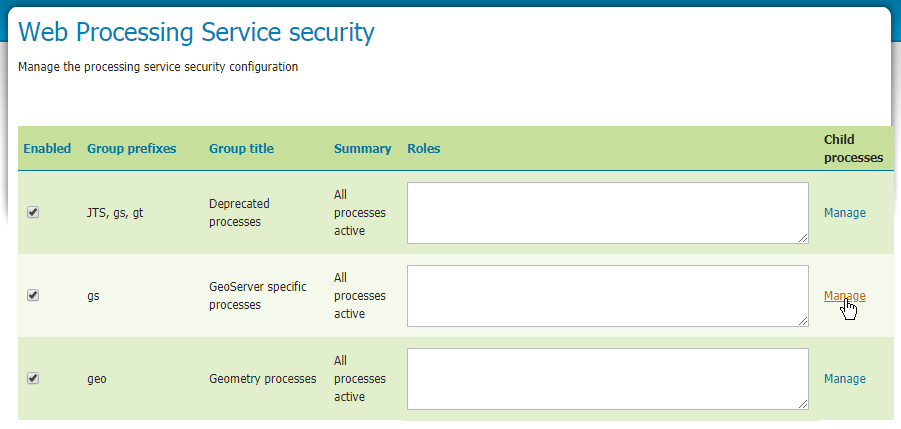 Web Processing Service security
Manage the processing service security configuration
Enabled Group prefixes Group title Summary Roles Child processes
JTS, gs, gt Deprecated processes All processes active Manage
gs GeoServer specific processes All processes active Manage
geo Geometry processes All processes active Manage